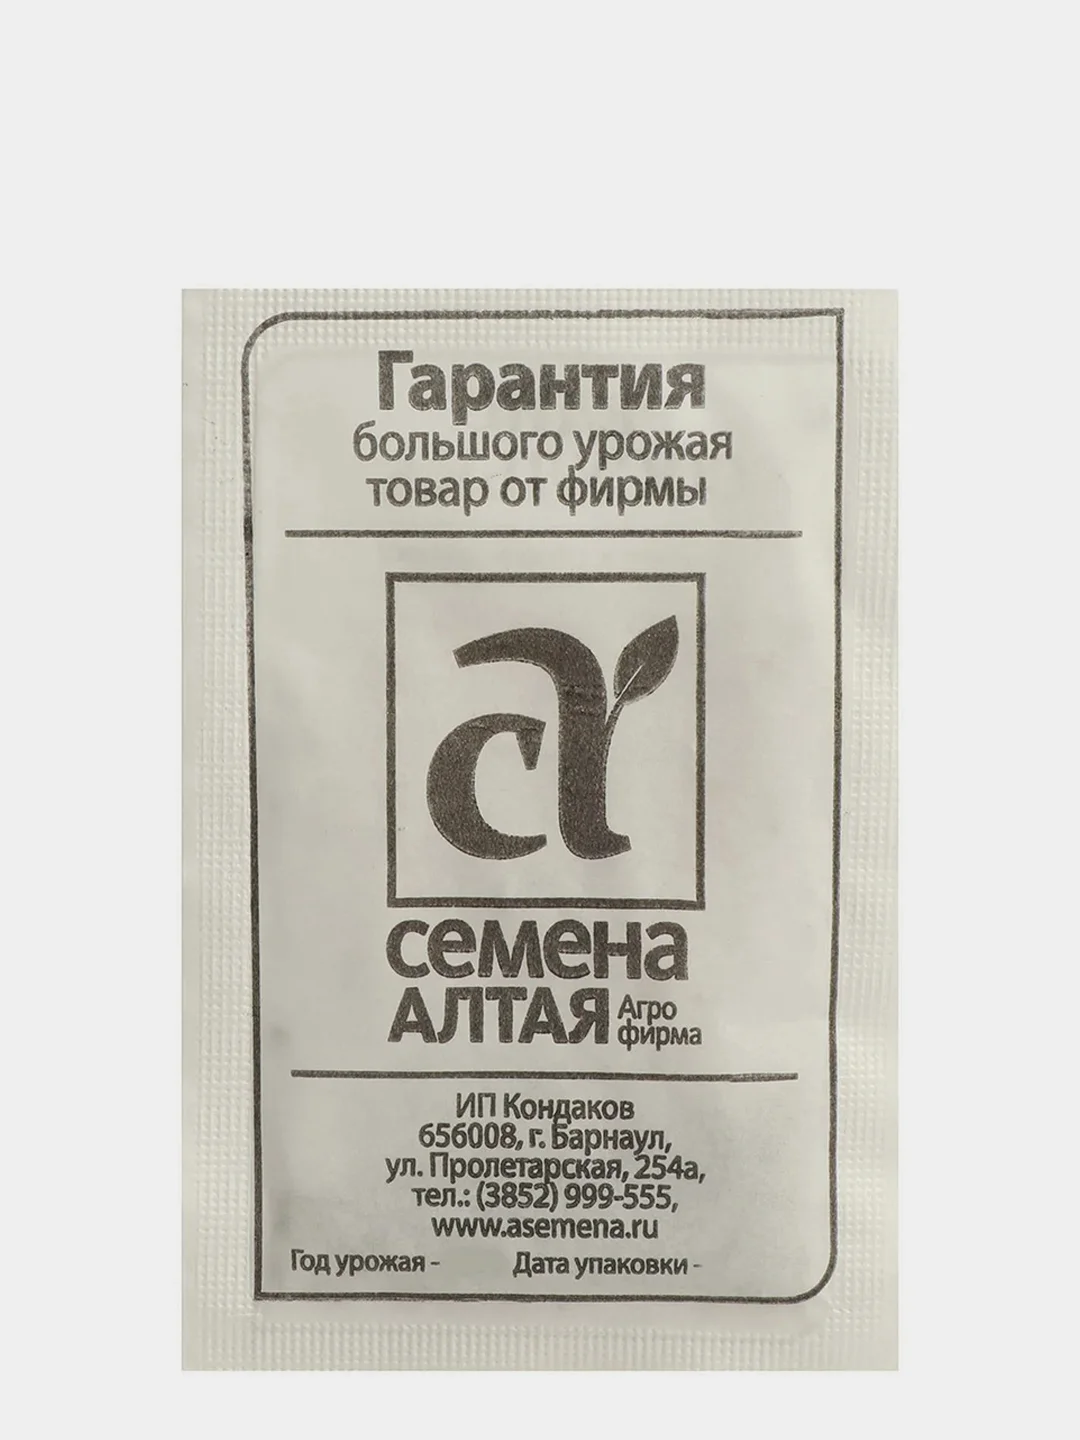 Гарантия
большого урожая
товар от фирмы
са
семена
АЛТАЯ Агро
фирма
ИП Кондаков
656008, г. Барнаул,
ул. Пролетарская, 254а,
тел.: (3852) 999-555,
www.asemena.ru
Год урожая - Дата упаковки -